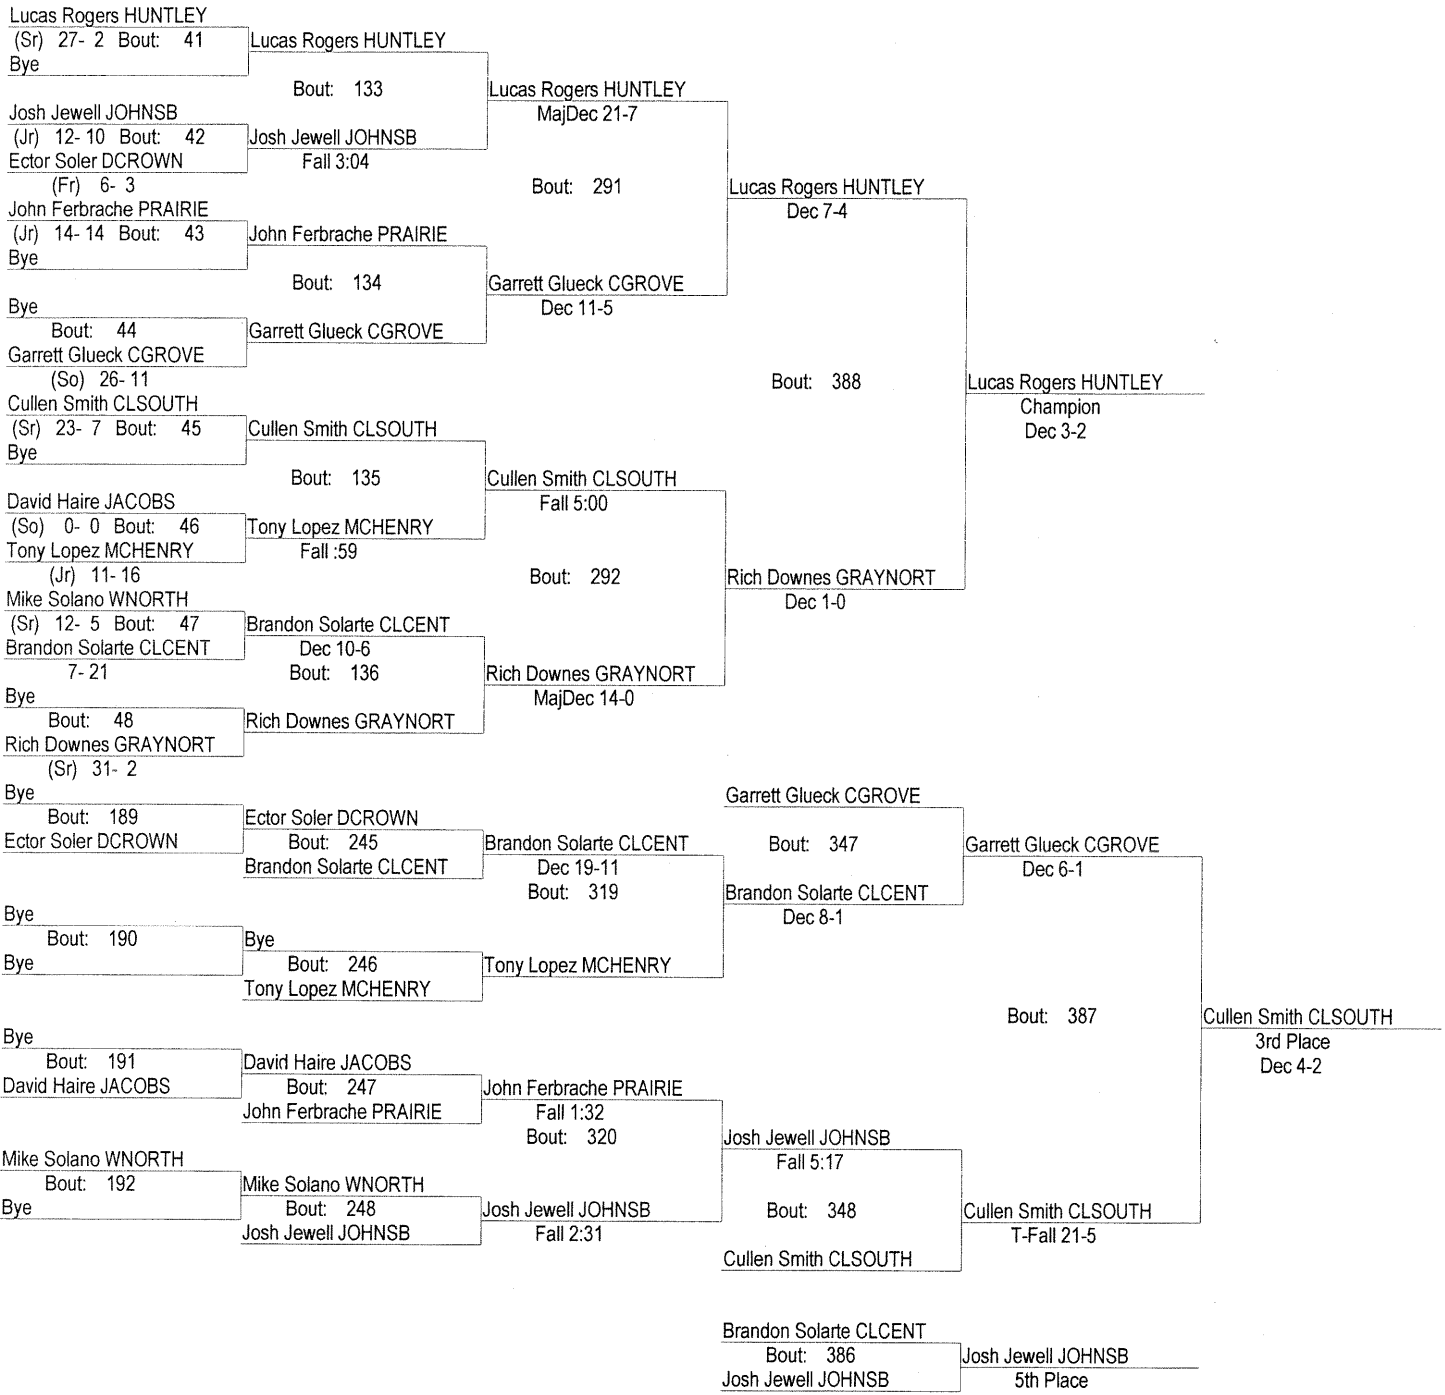 Lucas Rogers HUNTLEY
(Sr) 27- 2 Bout: 41
Bye
Lucas Rogers HUNTLEY
Bout: 133
Josh Jewell JOHNSB
(Jr) 12- 10 Bout: 42
Ector Soler DCROWN
(Fr) 6- 3
Josh Jewell JOHNSB
Fall 3:04
Lucas Rogers HUNTLEY
MajDec 21-7
Bout: 291
John Ferbrache PRAIRIE
(Jr) 14- 14 Bout: 43
Bye
John Ferbrache PRAIRIE
Bout: 134
Bye
Bout: 44
Garrett Glueck CGROVE
(So) 26- 11
Garrett Glueck CGROVE
Garrett Glueck CGROVE
Dec 11-5
Lucas Rogers HUNTLEY
Dec 7-4
Bout: 388
Cullen Smith CLSOUTH
(Sr) 23- 7 Bout: 45
Bye
Cullen Smith CLSOUTH
Bout: 135
David Haire JACOBS
(So) 0- 0 Bout: 46
Tony Lopez MCHENRY
(Jr) 11- 16
Tony Lopez MCHENRY
Fall :59
Cullen Smith CLSOUTH
Fall 5:00
Bout: 292
Mike Solano WNORTH
(Sr) 12- 5 Bout: 47
Brandon Solarte CLCENT
7- 21
Brandon Solarte CLCENT
Dec 10-6
Bout: 136
Bye
Bout: 48
Rich Downes GRAYNORT
(Sr) 31- 2
Rich Downes GRAYNORT
Rich Downes GRAYNORT
MajDec 14-0
Rich Downes GRAYNORT
Dec 1-0
Lucas Rogers HUNTLEY
Champion
Dec 3-2
Bye
Bout: 189
Ector Soler DCROWN
Ector Soler DCROWN
Bout: 245
Brandon Solarte CLCENT
Brandon Solarte CLCENT
Dec 19-11
Bout: 319
Bye
Bout: 190
Bye
Bye
Bout: 246
Tony Lopez MCHENRY
Tony Lopez MCHENRY
Garrett Glueck CGROVE
Bout: 347
Brandon Solarte CLCENT
Dec 8-1
Garrett Glueck CGROVE
Dec 6-1
Bout: 387
Bye
Bout: 191
David Haire JACOBS
David Haire JACOBS
Bout: 247
John Ferbrache PRAIRIE
John Ferbrache PRAIRIE
Fall 1:32
Bout: 320
Mike Solano WNORTH
Bout: 192
Bye
Mike Solano WNORTH
Bout: 248
Josh Jewell JOHNSB
Josh Jewell JOHNSB
Fall 2:31
Josh Jewell JOHNSB
Fall 5:17
Bout: 348
Cullen Smith CLSOUTH
Cullen Smith CLSOUTH
T-Fall 21-5
Cullen Smith CLSOUTH
3rd Place
Dec 4-2
Brandon Solarte CLCENT
Bout: 386
Josh Jewell JOHNSB
Josh Jewell JOHNSB
5th Place